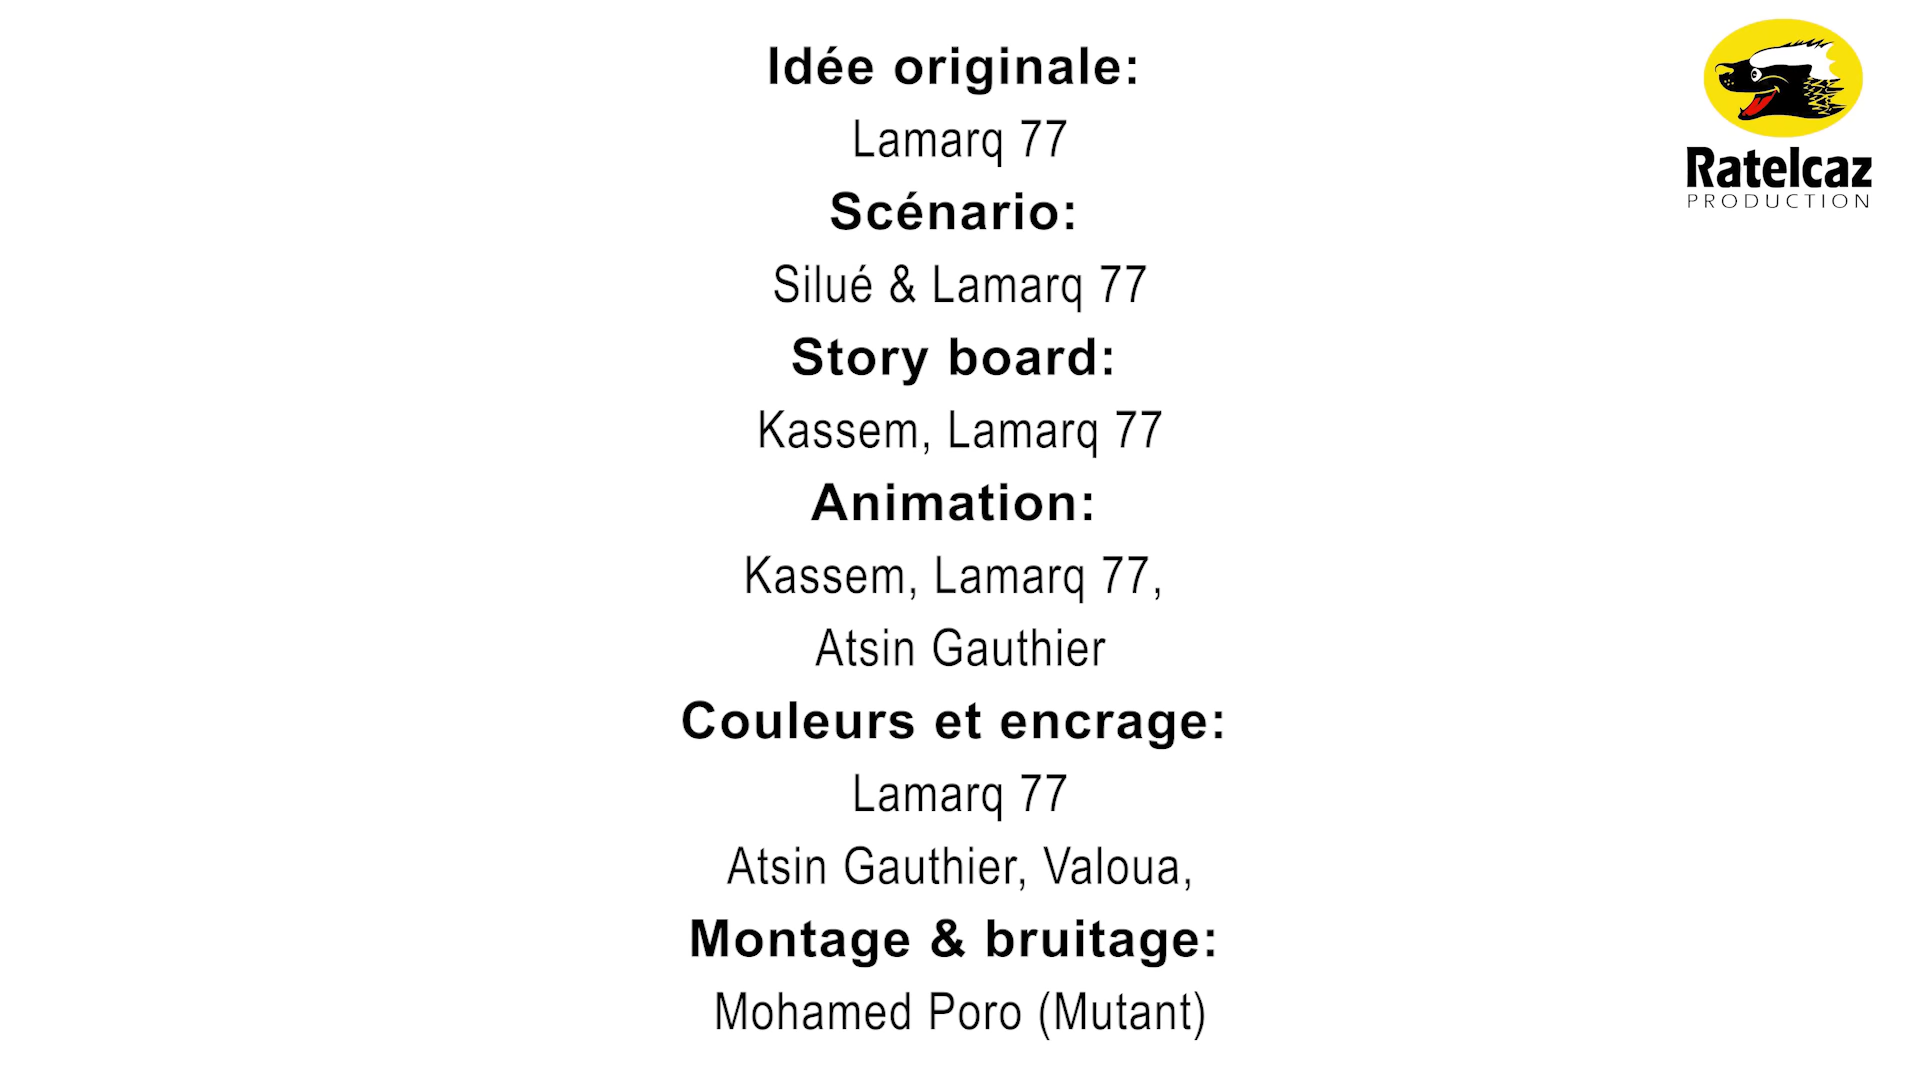 Idée originale:
Lamarq 77
Scénario:
Silué & Lamarq 77
Story board:
Kassem, Lamarq 77
Animation:
Kassem, Lamarq 77,
Atsin Gauthier
Couleurs et encrage:
Lamarq 77
Atsin Gauthier, Valoua,
Montage & bruitage:
Mohamed Poro (Mutant)
Ratelcaz
PRODUCTION